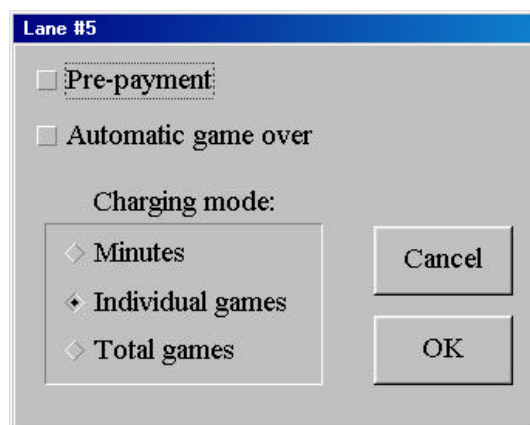 Lane #5
Pre-payment
Automatic game over
Charging mode:
Minutes
Individual games
Total games
Cancel
OK